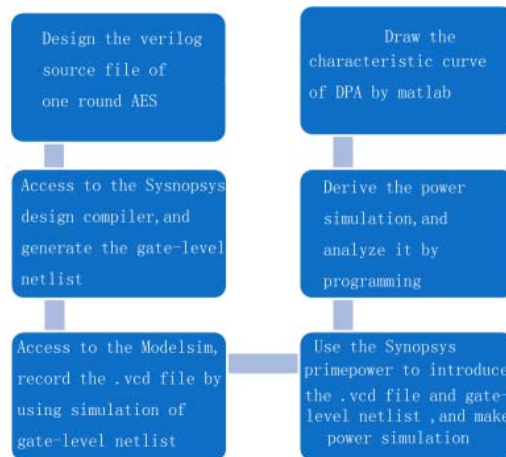 Design the verilog
source file of
one round AES
Access to the Sysnopsys
design compiler,and
generate the gate-level
netlist
Access to the Modelsim,
record the .vcd file by
using simulation of
gate-level netlist
Use the Synopsys
primepower to introduce
the .vcd file and gate-
level netlist ,and make
power simulation
Derive the power
simulation,and
analyze it by
programming
Draw the
characteristic curve
of DPA by matlab